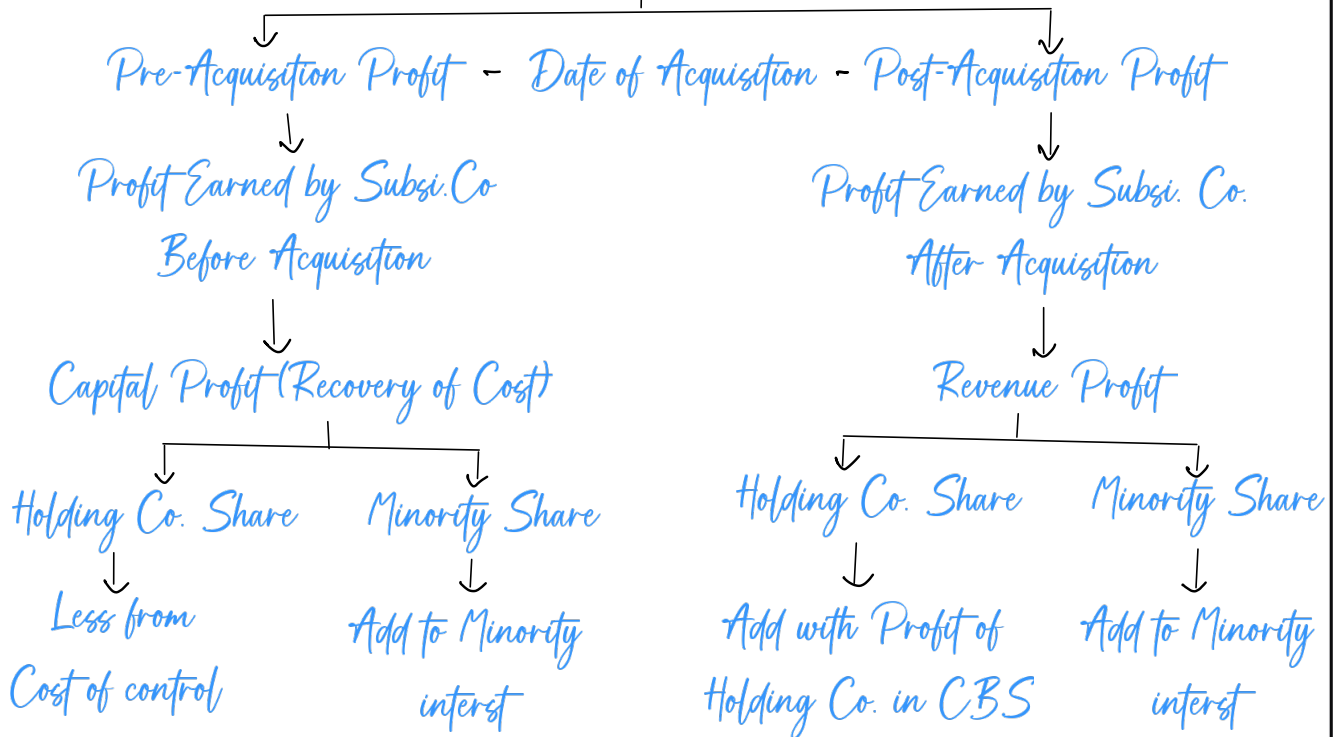 Pre-Acquisition Profit - Date of Acquisition - Post-Acquisition Profit
Profit Earned by Subsi.Co
Before Acquisition
Profit Earned by Subsi. Co.
After Acquisition
Capital Profit (Recovery of Cost)
Revenue Profit
Holding Co. Share
Minority Share
Holding Co. Share
Minority Share
Less from
Cost of control
Add to Minority
interst
Add with Profit of
Holding Co. in CBS
Add to Minority
interst